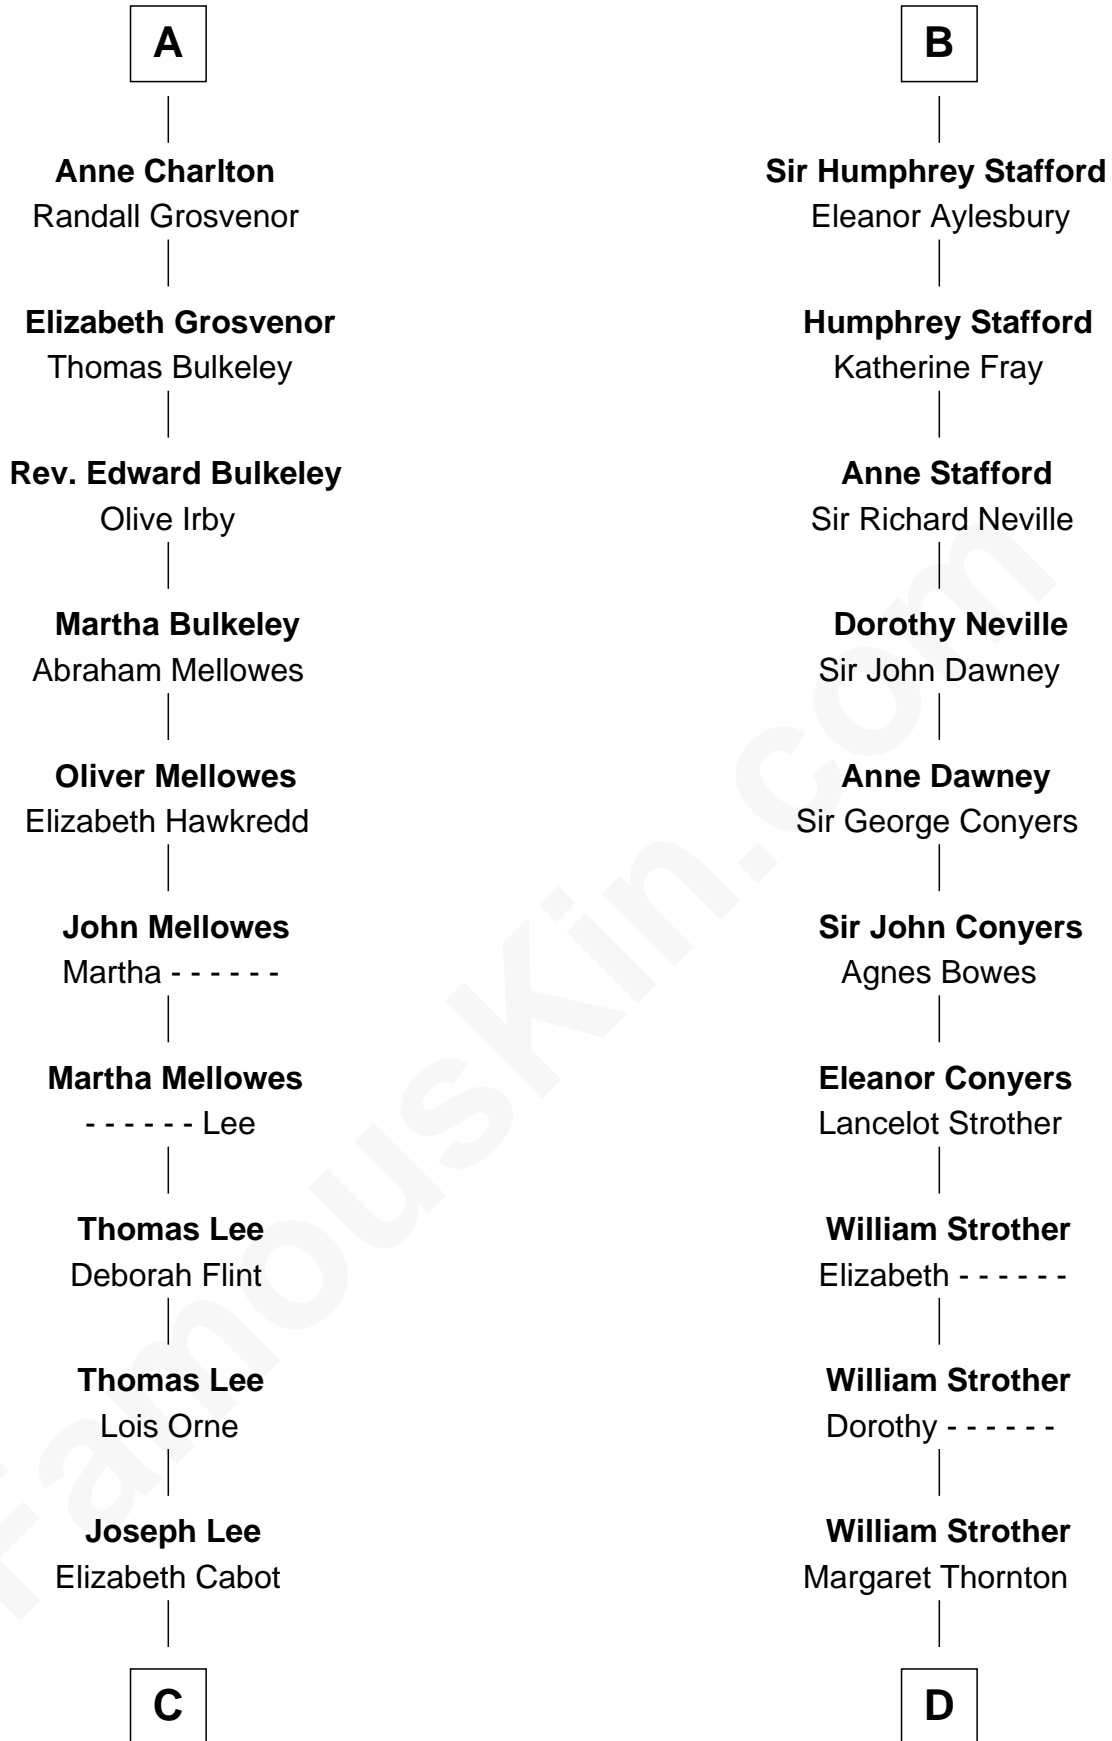 A
Anne Charlton
Randall Grosvenor
Elizabeth Grosvenor
Thomas Bulkeley
Rev. Edward Bulkeley
Olive Irby
Martha Bulkeley
Abraham Mellowes
Oliver Mellowes
Elizabeth Hawkredd
John Mellowes
Martha - - - - - -
Martha Mellowes
- - - - - - Lee
Thomas Lee
Deborah Flint
Thomas Lee
Lois Orne
Joseph Lee
Elizabeth Cabot
C
B
Sir Humphrey Stafford
Eleanor Aylesbury
Humphrey Stafford
Katherine Fray
Anne Stafford
Sir Richard Neville
Dorothy Neville
Sir John Dawney
Anne Dawney
Sir George Conyers
Sir John Conyers
Agnes Bowes
Eleanor Conyers
Lancelot Strother
William Strother
Elizabeth - - - - - -
William Strother
Dorothy - - - - - -
William Strother
Margaret Thornton
D
FamousKin.com